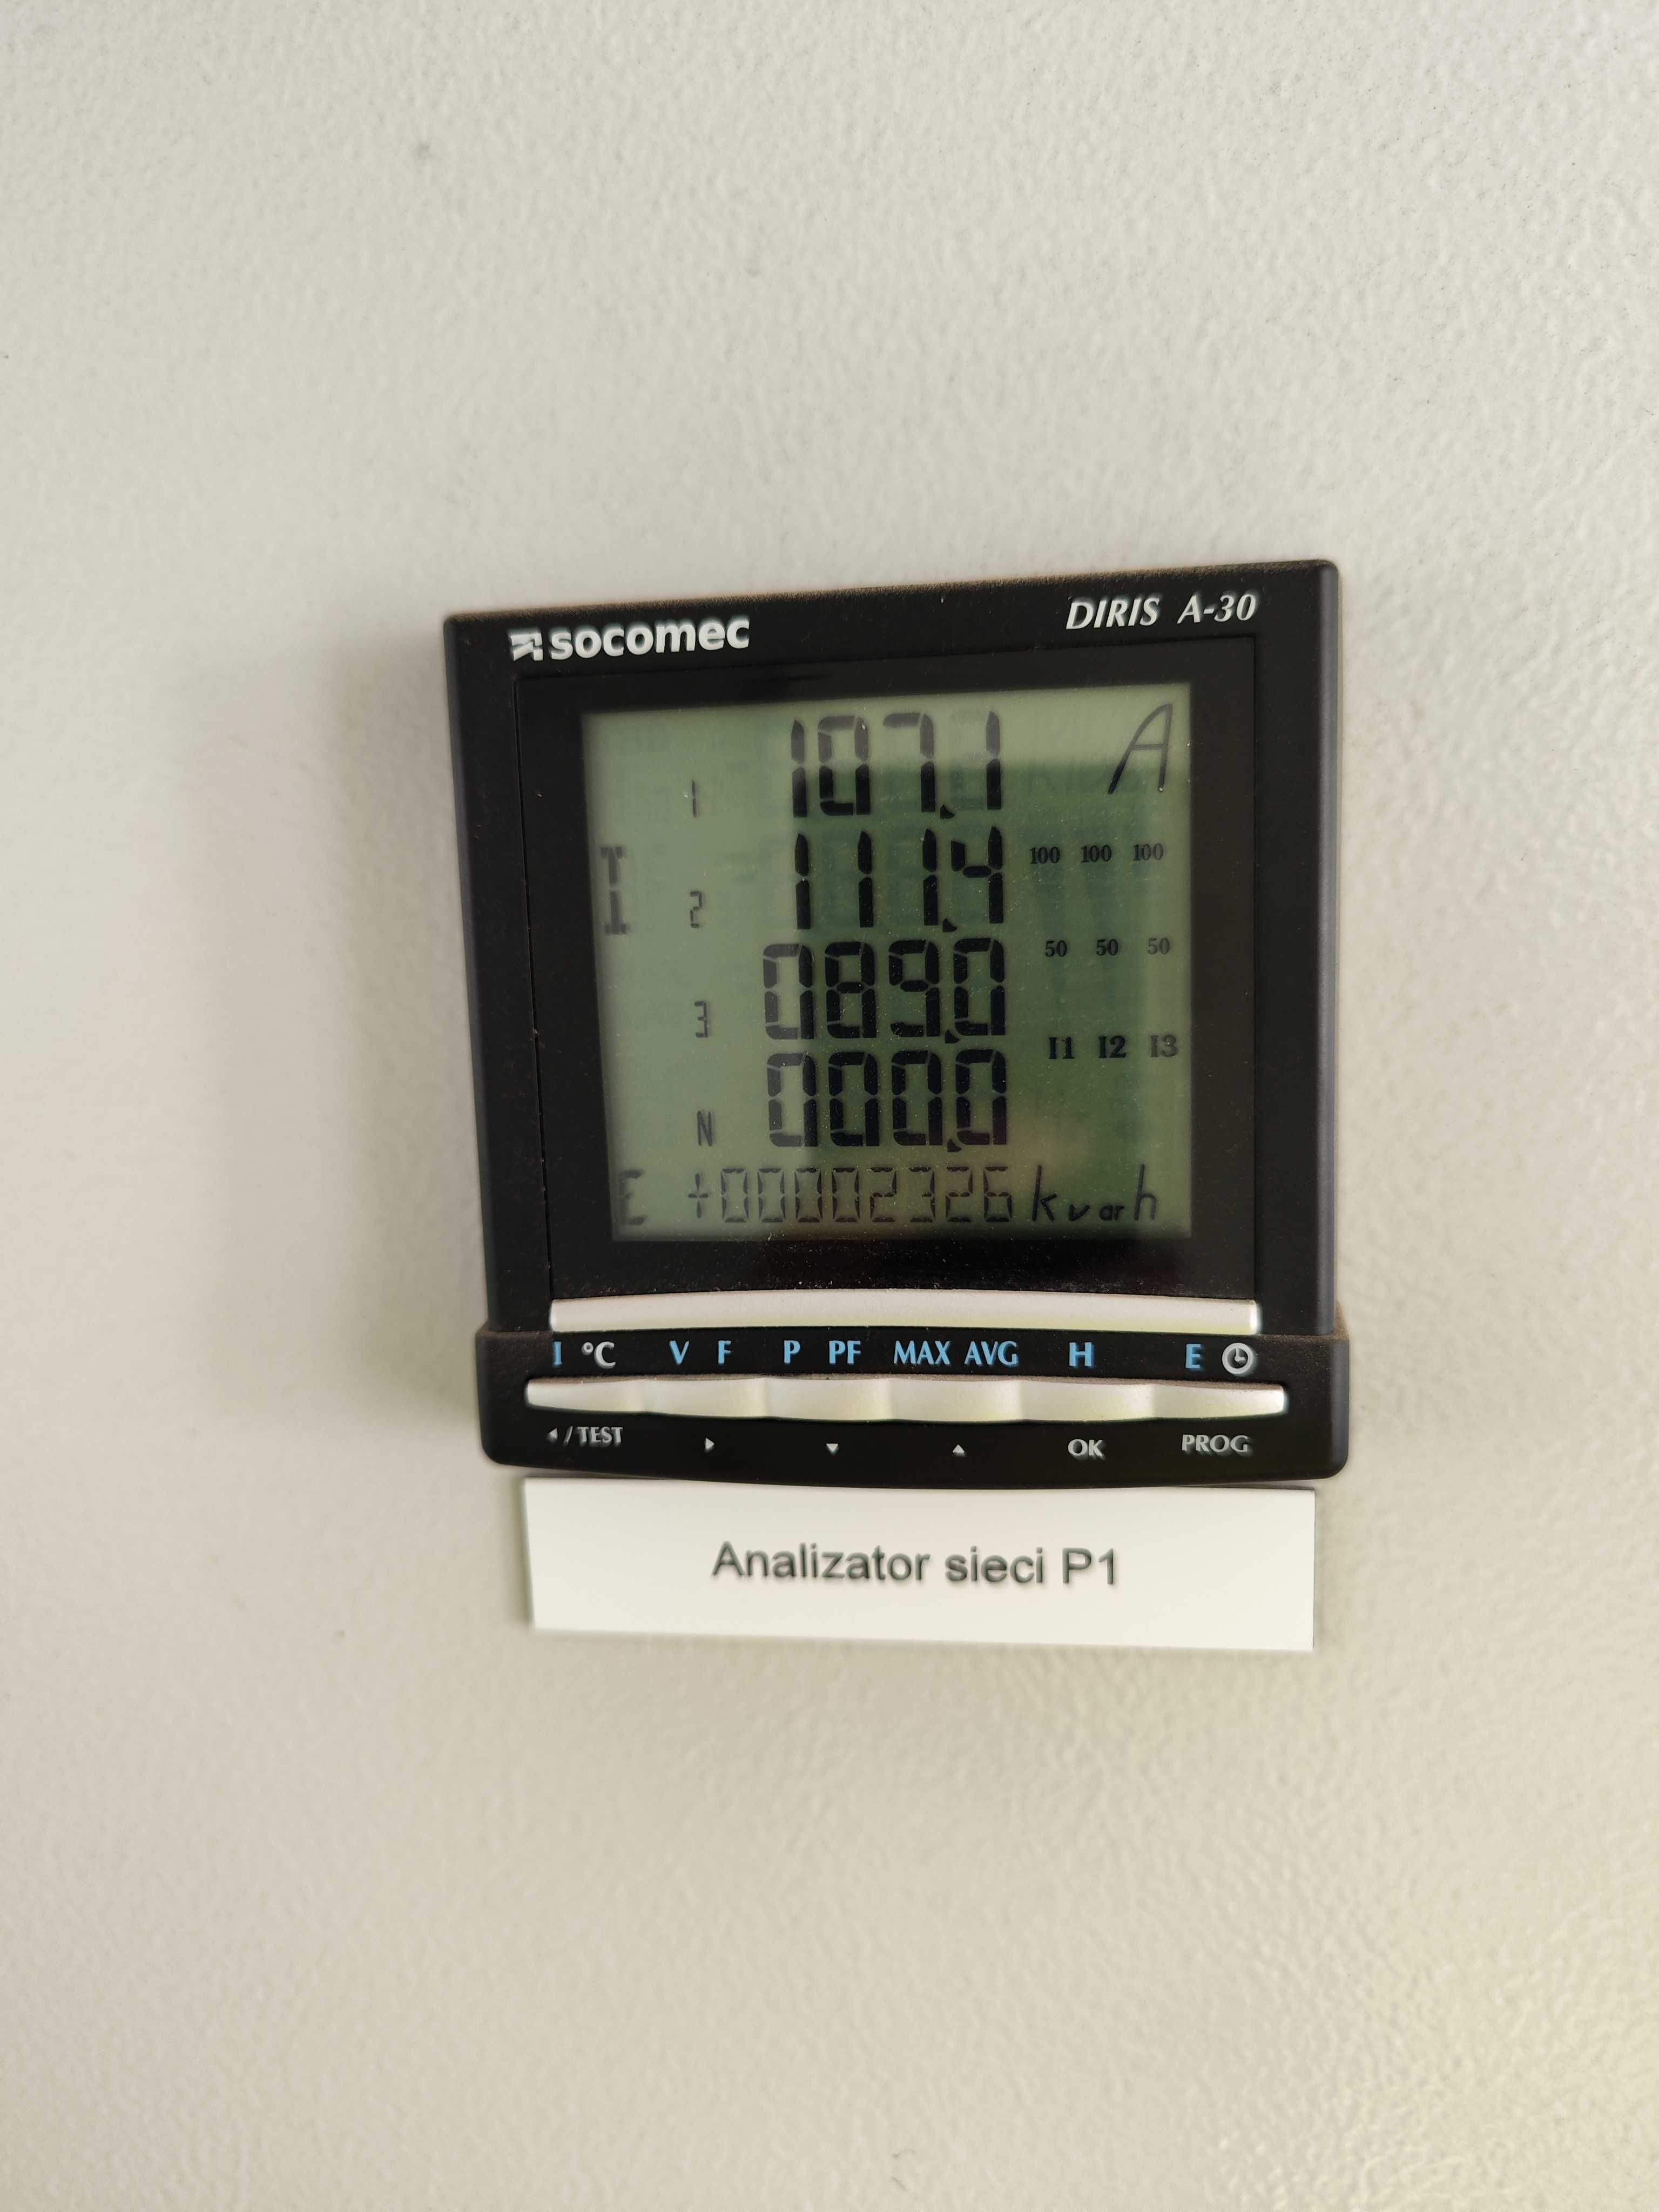 socomec DIRIS A-30
1 107.1 A
I 2 111.4 100 100 100
3 089.0 50 50 50
I1 I2 I3
N 000.0
E +00002326 kvarh
I °C V F P PF MAX AVG H E
/ TEST OK PROG
Analizator sieci P1